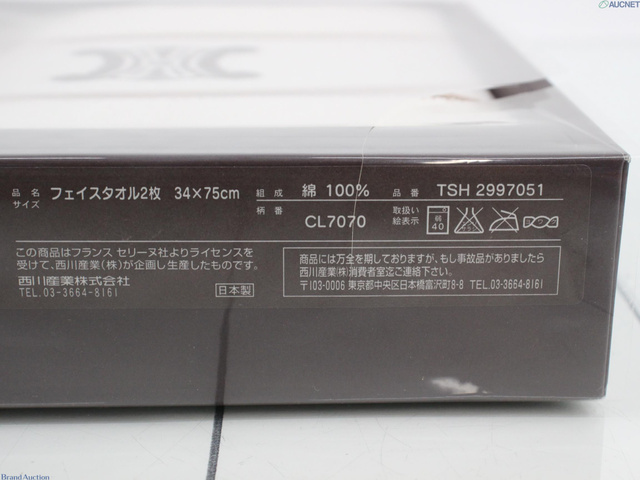 AUCNET
品名 フェイスタオル2枚 34×75cm 組成 綿 100% 品番 TSH 2997051
サイズ 柄番 CL7070 取扱い絵表示 弱 40
この商品はフランス セリーヌ社よりライセンスを
受けて、西川産業(株)が企画し生産したものです。
西川産業株式会社
TEL.03-3664-8161 日本製
商品には万全を期しておりますが、もし事故品がありましたら
西川産業(株)消費者室迄ご連絡下さい。
〒103-0006 東京都中央区日本橋富沢町8-8 TEL.03-3664-8161
BrandAuction